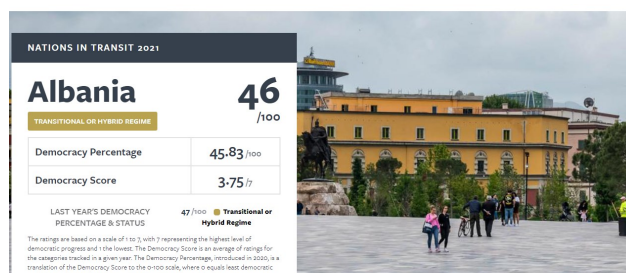 NATIONS IN TRANSIT 2021
Albania
46
/100
TRANSITIONAL OR HYBRID REGIME
Democracy Percentage 45.83 /100
Democracy Score 3.75 /7
LAST YEAR'S DEMOCRACY PERCENTAGE & STATUS
47 /100 Transitional or Hybrid Regime
The ratings are based on a scale of 1 to 7, with 7 representing the highest level of
democratic progress and 1 the lowest. The Democracy Score is an average of ratings for
the categories tracked in a given year. The Democracy Percentage, introduced in 2020, is a
translation of the Democracy Score to the 0-100 scale, where 0 equals least democratic